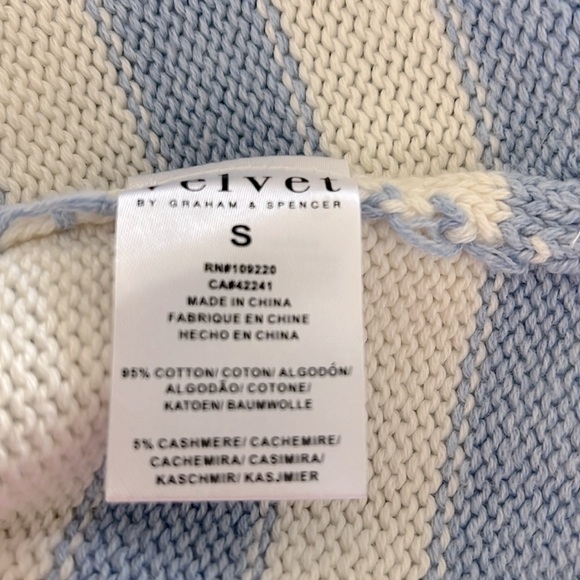 velvet
BY GRAHAM & SPENCER
S
RN#109220
CA#42241
MADE IN CHINA
FABRIQUE EN CHINE
HECHO EN CHINA
95% COTTON/ COTON/ ALGODÓN/
ALGODÃO/ COTONE/
KATOEN/ BAUMWOLLE
5% CASHMERE/ CACHEMIRE/
CACHEMIRA/ CASIMIRA/
KASCHMIR/ KASJMIER